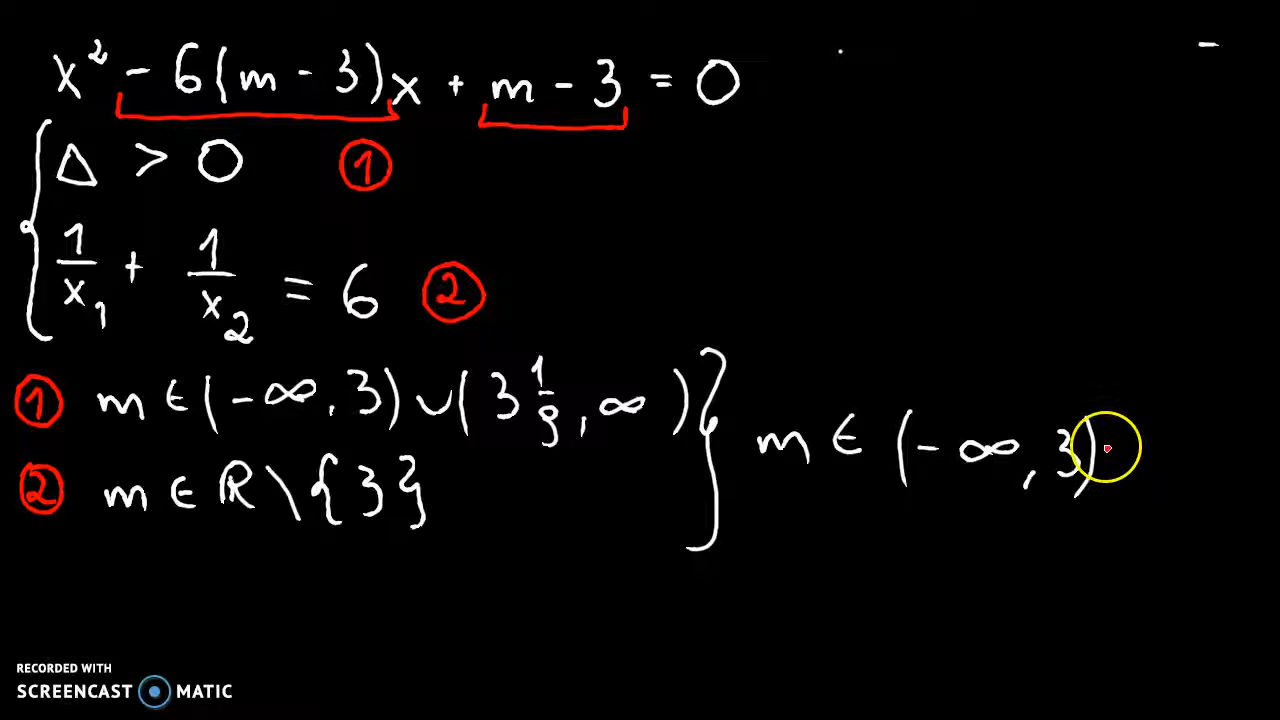 x² - 6(m - 3)x + m - 3 = 0
Δ > 0 ①
1/x₁ + 1/x₂ = 6 ②
① m ∈ (-∞, 3) ∪ (3 1/9, ∞)
② m ∈ ℝ \ {3}
m ∈ (-∞, 3)
RECORDED WITH
SCREENCAST MATIC